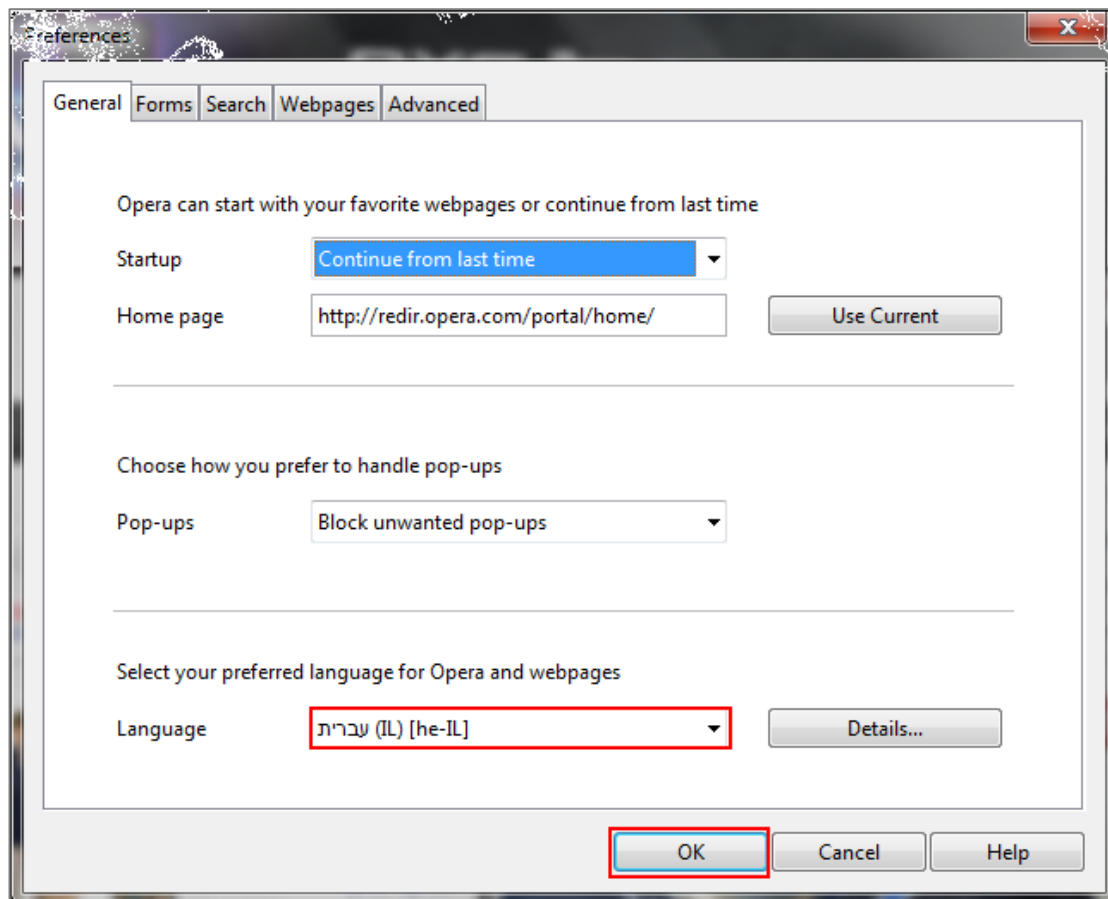 Preferences
General Forms Search Webpages Advanced
Opera can start with your favorite webpages or continue from last time
Startup Continue from last time
Home page http://redir.opera.com/portal/home/ Use Current
Choose how you prefer to handle pop-ups
Pop-ups Block unwanted pop-ups
Select your preferred language for Opera and webpages
Language עברית (IL) [he-IL] Details...
OK Cancel Help